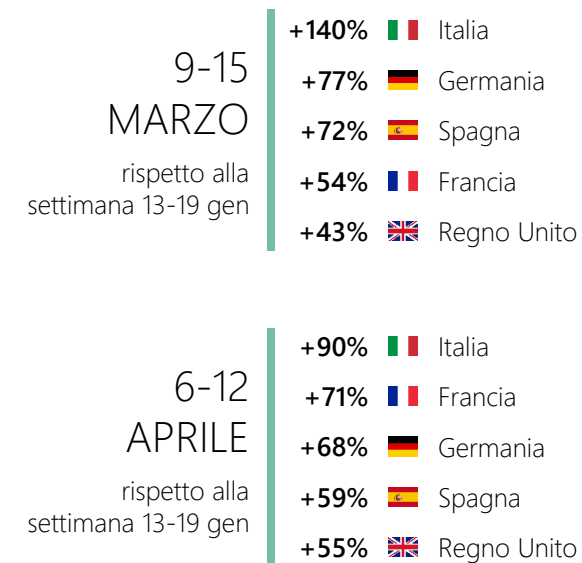 9-15
MARZO
rispetto alla
settimana 13-19 gen
+140% Italia
+77% Germania
+72% Spagna
+54% Francia
+43% Regno Unito
6-12
APRILE
rispetto alla
settimana 13-19 gen
+90% Italia
+71% Francia
+68% Germania
+59% Spagna
+55% Regno Unito